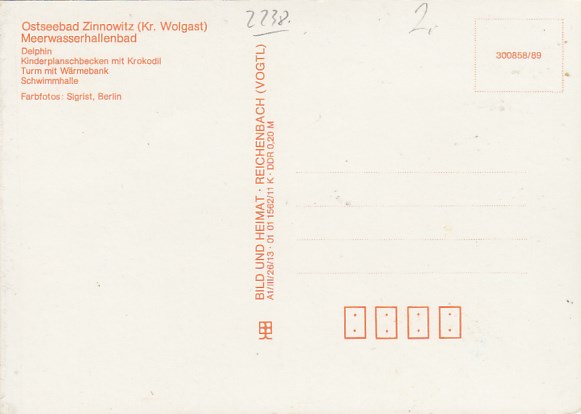 Ostseebad Zinnowitz (Kr. Wolgast)
Meerwasserhallenbad
Delphin
Kinderplanschbecken mit Krokodil
Turm mit Wärmebank
Schwimmhalle
Farbfotos: Sigrist, Berlin
2238.
2,
300858/89
BILD UND HEIMAT · REICHENBACH (VOGTL)
A1/III/26/13 · 01 01 1562/11 K · DDR 0,20 M